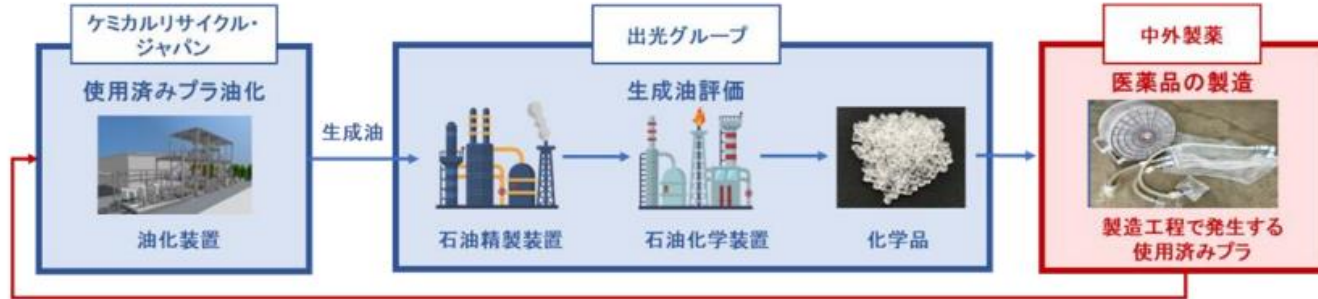 ケミカルリサイクル・
ジャパン
使用済みプラ油化
油化装置
生成油
出光グループ
生成油評価
石油精製装置
石油化学装置
化学品
中外製薬
医薬品の製造
製造工程で発生する
使用済みプラ